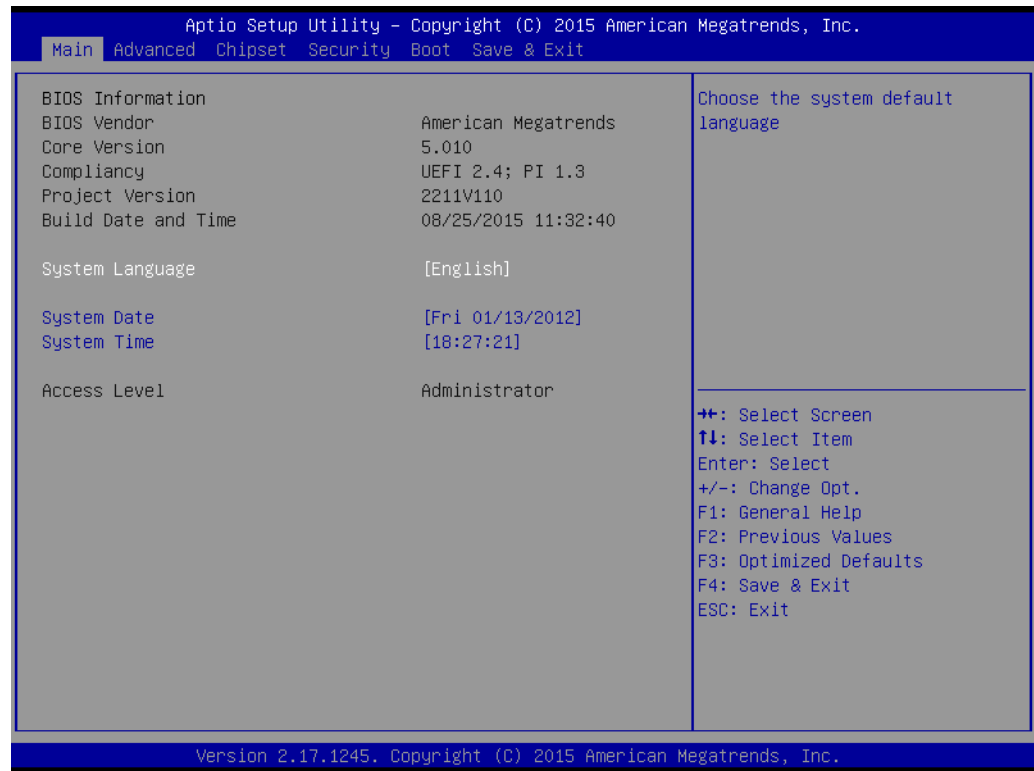 Aptio Setup Utility – Copyright (C) 2015 American Megatrends, Inc.
Main Advanced Chipset Security Boot Save & Exit
BIOS Information
BIOS Vendor American Megatrends
Core Version 5.010
Compliancy UEFI 2.4; PI 1.3
Project Version 2211V110
Build Date and Time 08/25/2015 11:32:40
System Language [English]
System Date [Fri 01/13/2012]
System Time [18:27:21]
Access Level Administrator
Choose the system default
language
→←: Select Screen
↑↓: Select Item
Enter: Select
+/-: Change Opt.
F1: General Help
F2: Previous Values
F3: Optimized Defaults
F4: Save & Exit
ESC: Exit
Version 2.17.1245. Copyright (C) 2015 American Megatrends, Inc.